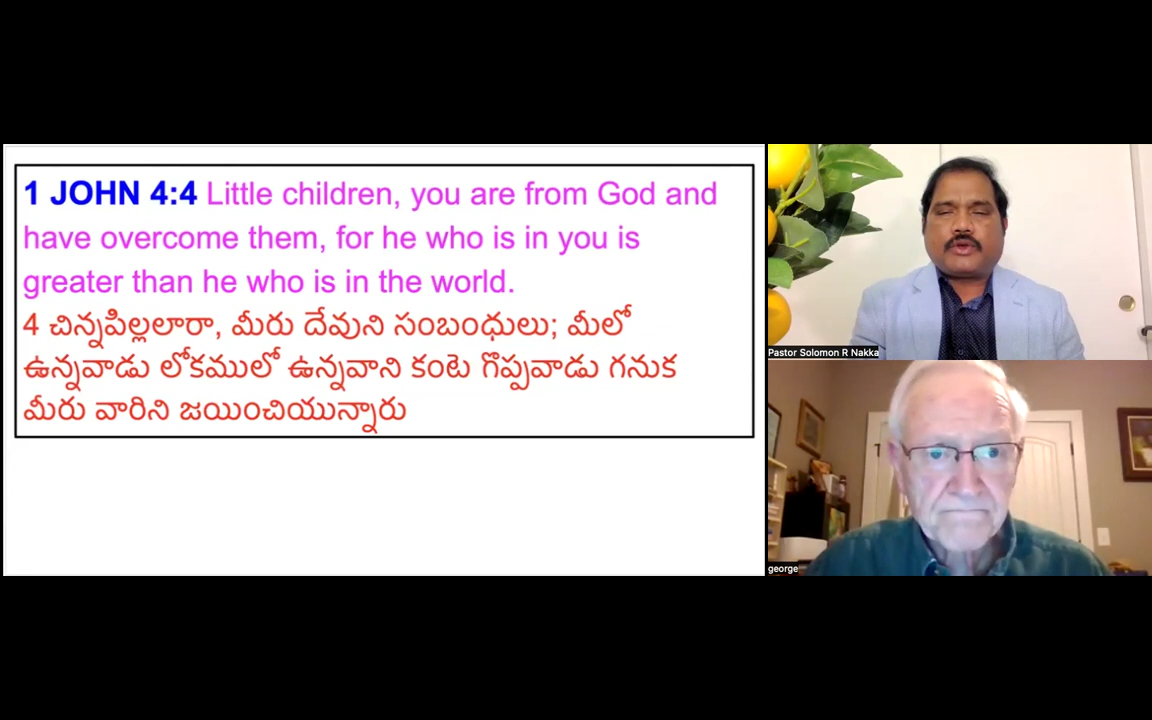 1 JOHN 4:4 Little children, you are from God and
have overcome them, for he who is in you is
greater than he who is in the world.
4 చిన్నపిల్లలారా, మీరు దేవుని సంబంధులు; మీలో
ఉన్నవాడు లోకములో ఉన్నవాని కంటె గొప్పవాడు గనుక
మీరు వారిని జయించియున్నారు
Pastor Solomon R Nakka
george